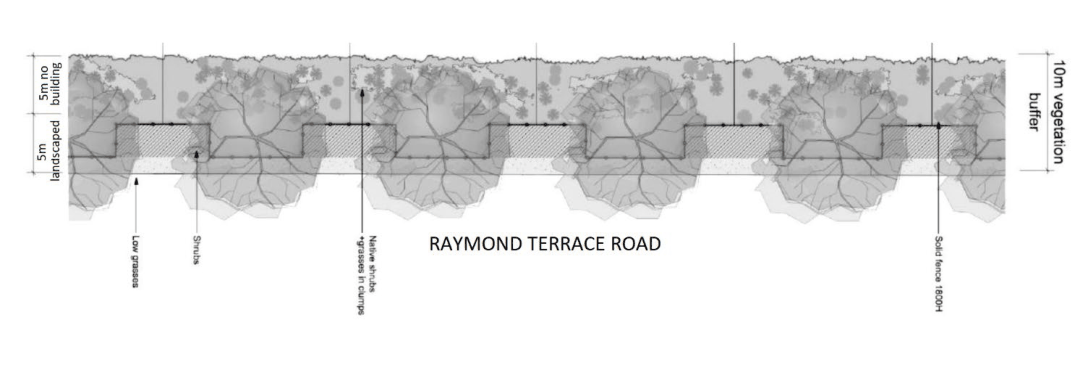 5m no
building
5m
landscaped
10m vegetation
buffer
RAYMOND TERRACE ROAD
Low grasses
Shrubs
Native shrubs
+grasses in clumps
Solid fence 1800H